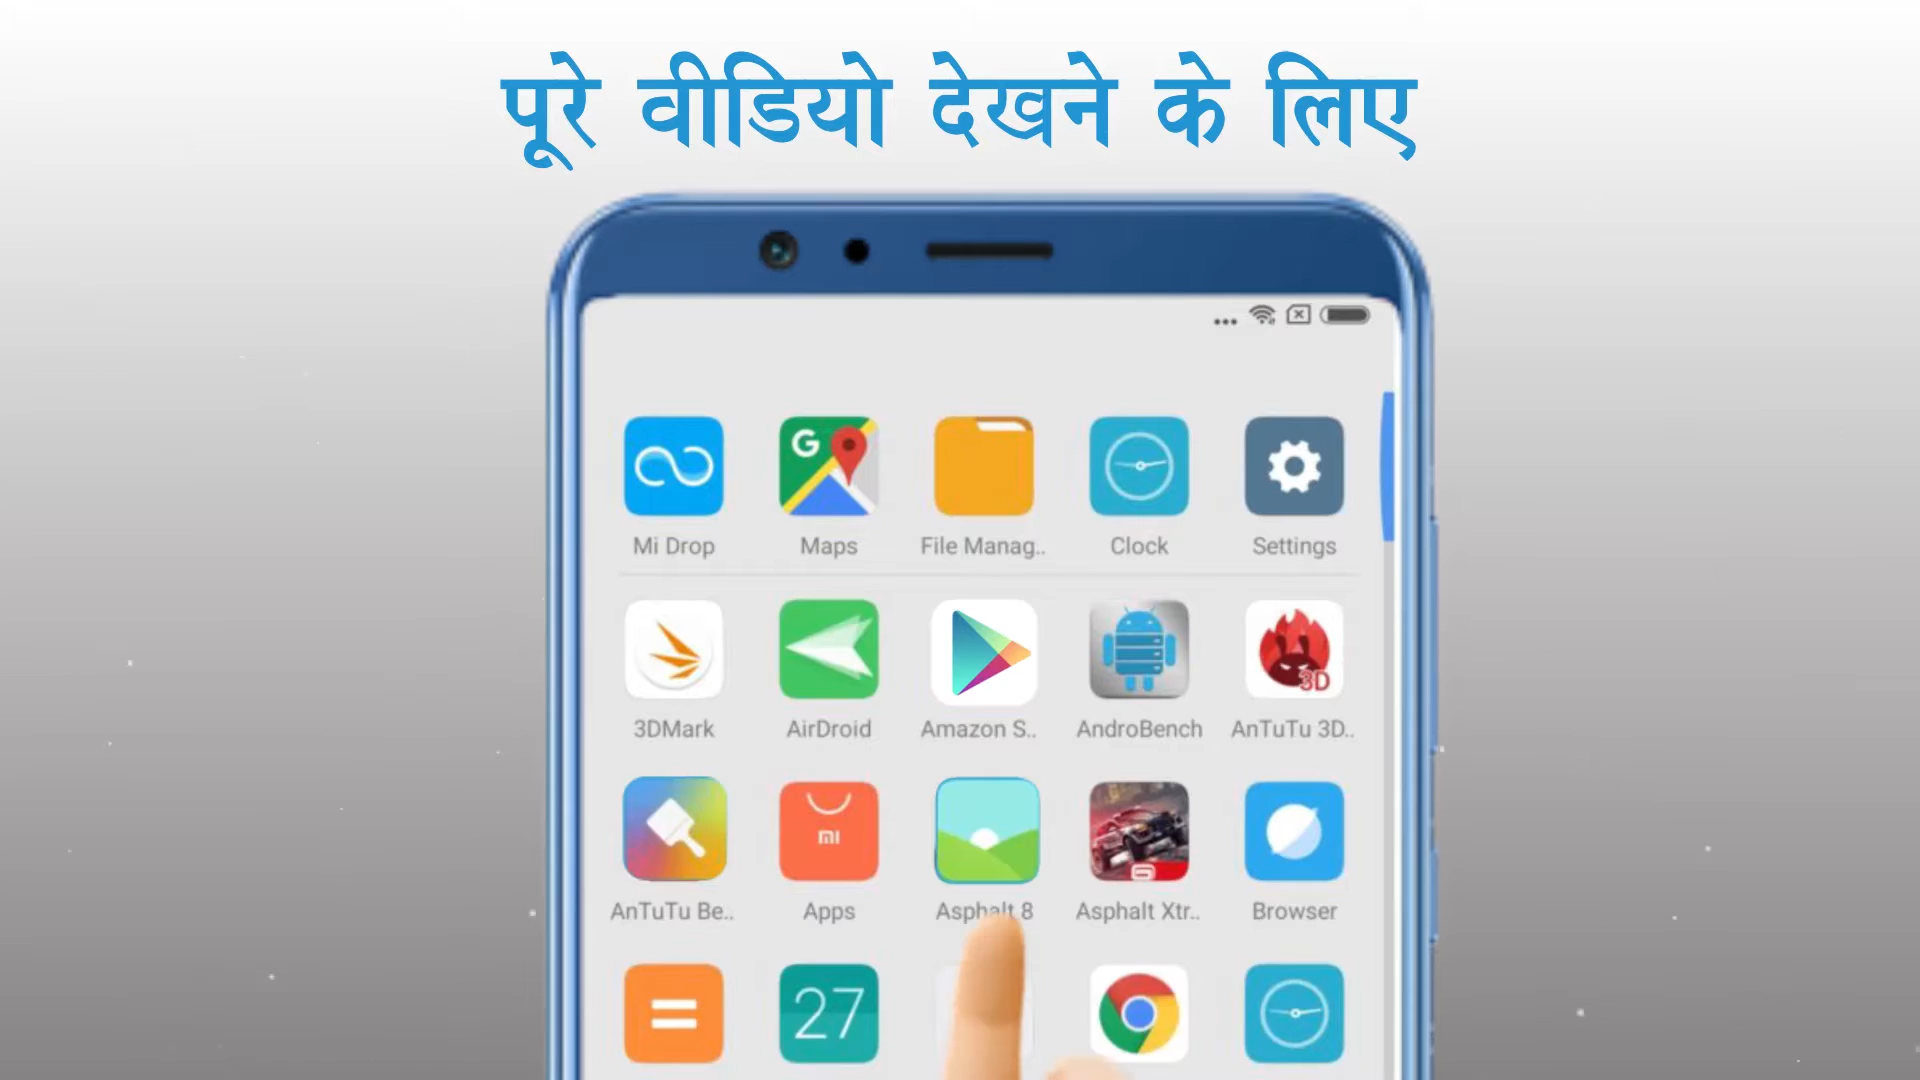 पूरे वीडियो देखने के लिए
Mi Drop
Maps
File Manag..
Clock
Settings
3D
3DMark
AirDroid
Amazon S..
AndroBench
AnTuTu 3D..
mi
AnTuTu Be..
Apps
Asphalt 8
Asphalt Xtr..
Browser
27